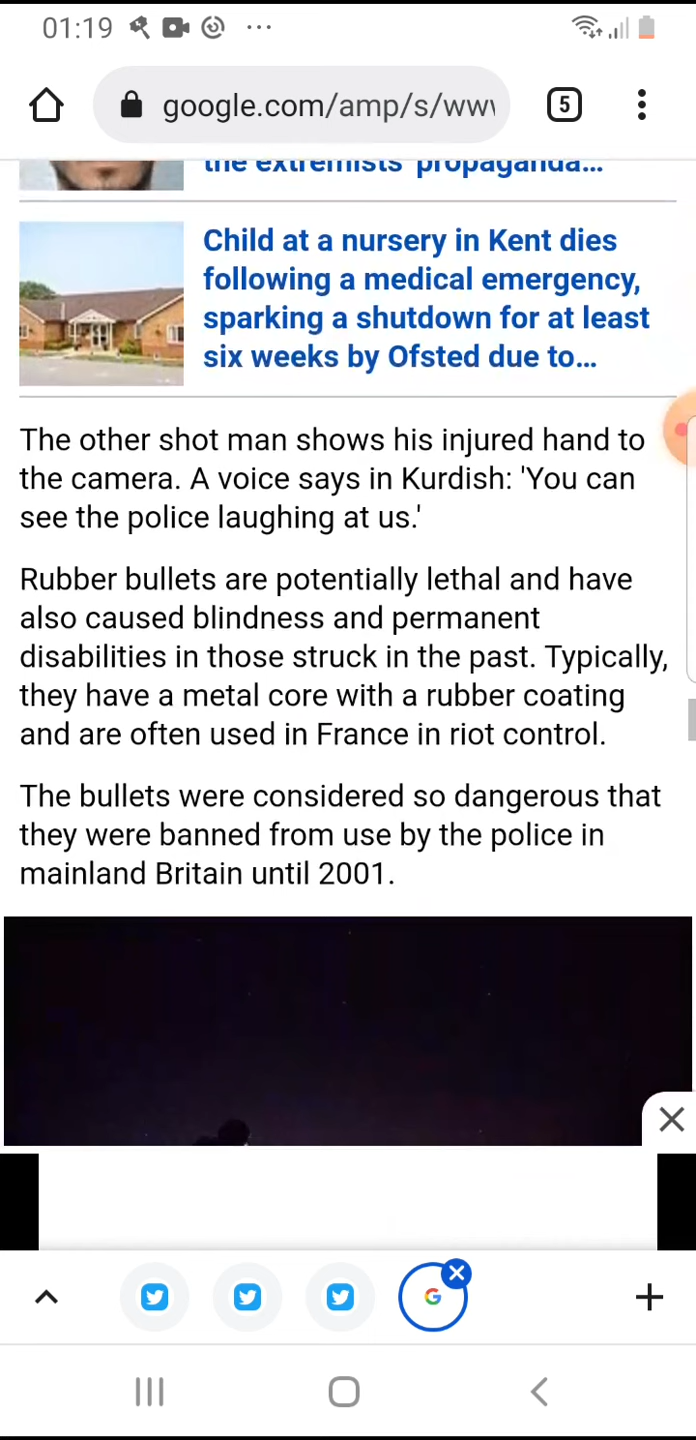 01:19
google.com/amp/s/ww
5
the extremists' propaganda...
Child at a nursery in Kent dies
following a medical emergency,
sparking a shutdown for at least
six weeks by Ofsted due to...
The other shot man shows his injured hand to
the camera. A voice says in Kurdish: 'You can
see the police laughing at us.'
Rubber bullets are potentially lethal and have
also caused blindness and permanent
disabilities in those struck in the past. Typically,
they have a metal core with a rubber coating
and are often used in France in riot control.
The bullets were considered so dangerous that
they were banned from use by the police in
mainland Britain until 2001.